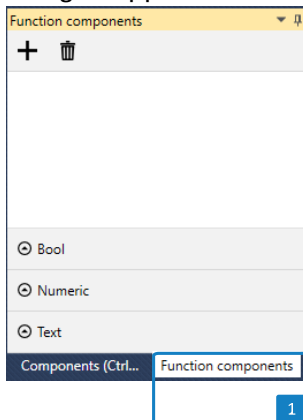 Function components
Bool
Numeric
Text
Components (Ctrl... Function components
1